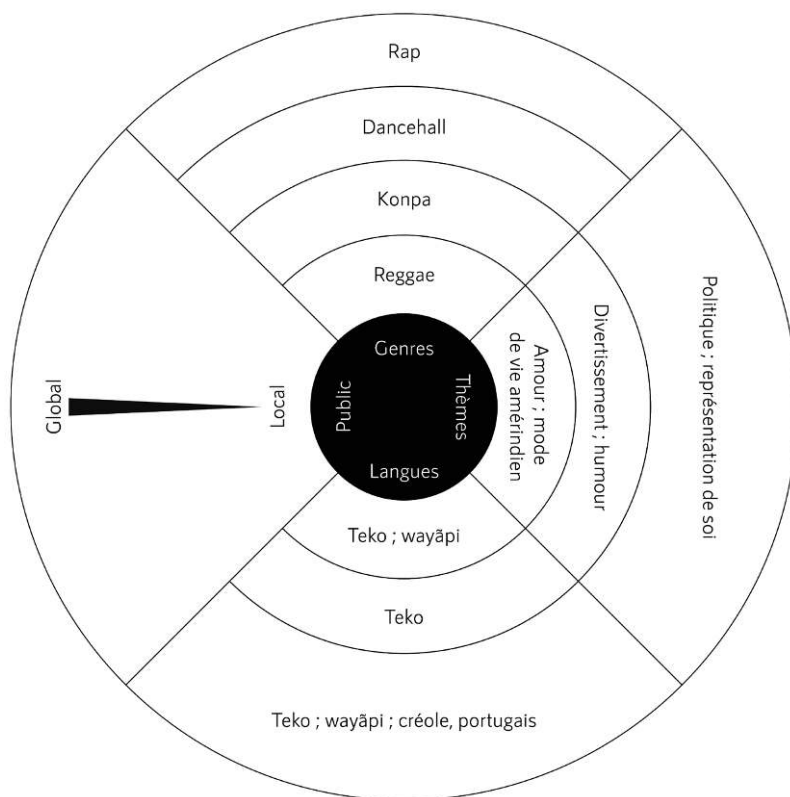 Rap
Dancehall
Konpa
Reggae
Genres
Thèmes
Public
Langues
Amour ; mode
de vie amérindien
Divertissement ; humour
Politique ; représentation de soi
Local
Global
Teko ; wayãpi
Teko
Teko ; wayãpi ; créole, portugais